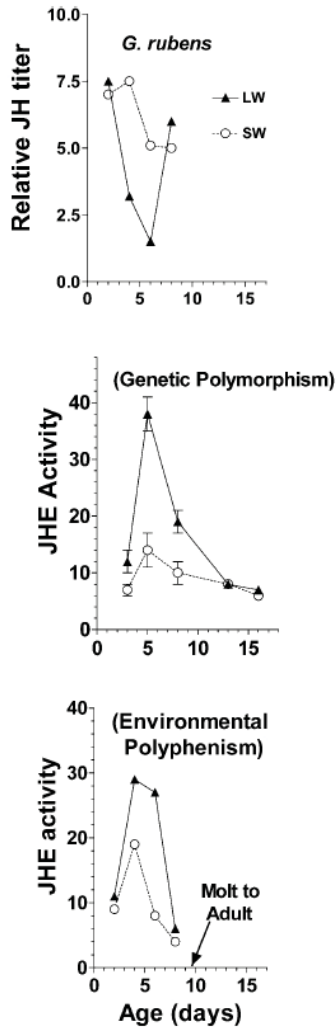 G. rubens
LW
SW
Relative JH titer
10.0
7.5
5.0
2.5
0.0
0 5 10 15
(Genetic Polymorphism)
JHE Activity
40
30
20
10
0
0 5 10 15
(Environmental
Polyphenism)
JHE activity
40
30
20
10
0
Molt to
Adult
0 5 10 15
Age (days)